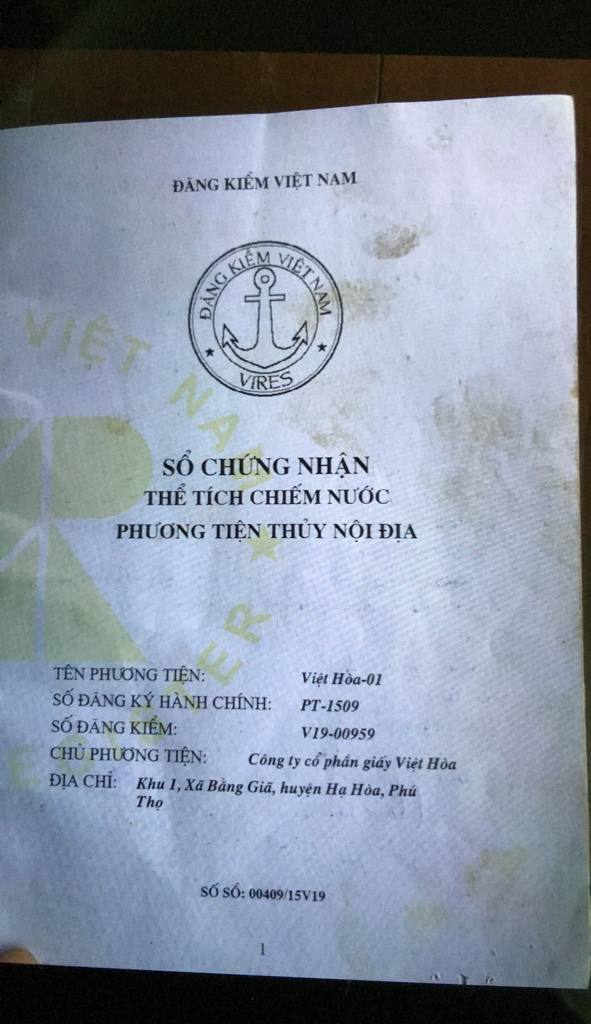 ĐĂNG KIỂM VIỆT NAM
ĐĂNG KIỂM VIỆT NAM
VIRES
VIỆT NAM
SỔ CHỨNG NHẬN
THỂ TÍCH CHIẾM NƯỚC
PHƯƠNG TIỆN THỦY NỘI ĐỊA
TÊN PHƯƠNG TIỆN: Việt Hòa-01
SỐ ĐĂNG KÝ HÀNH CHÍNH: PT-1509
SỐ ĐĂNG KIỂM: V19-00959
CHỦ PHƯƠNG TIỆN: Công ty cổ phần giấy Việt Hòa
ĐỊA CHỈ: Khu 1, Xã Bằng Giã, huyện Hạ Hòa, Phú
Thọ
SỐ SỔ: 00409/15V19
1